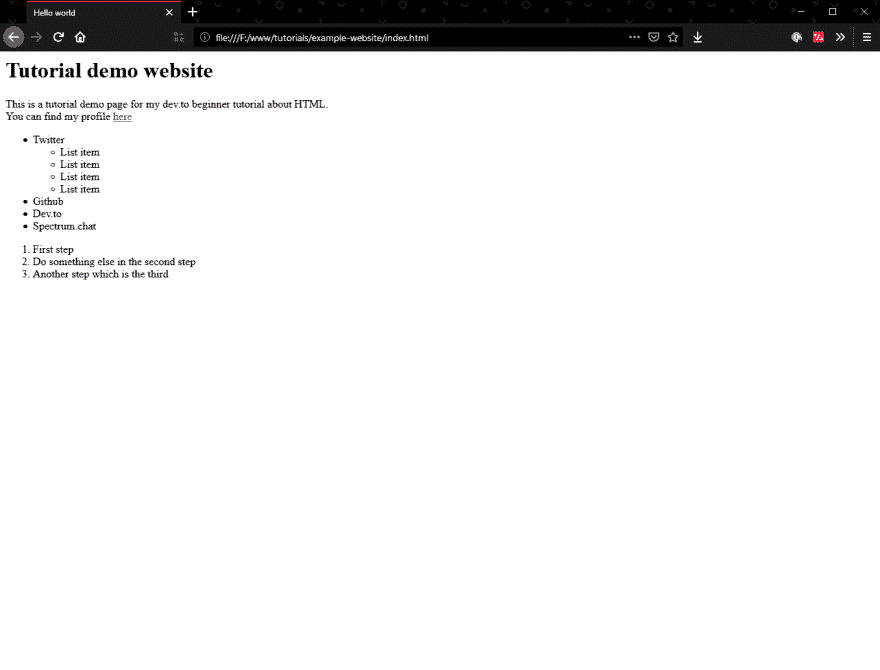 Hello world
file:///F:/www/tutorials/example-website/index.html
Tutorial demo website
This is a tutorial demo page for my dev.to beginner tutorial about HTML.
You can find my profile here
Twitter
List item
List item
List item
List item
Github
Dev.to
Spectrum.chat
1. First step
2. Do something else in the second step
3. Another step which is the third